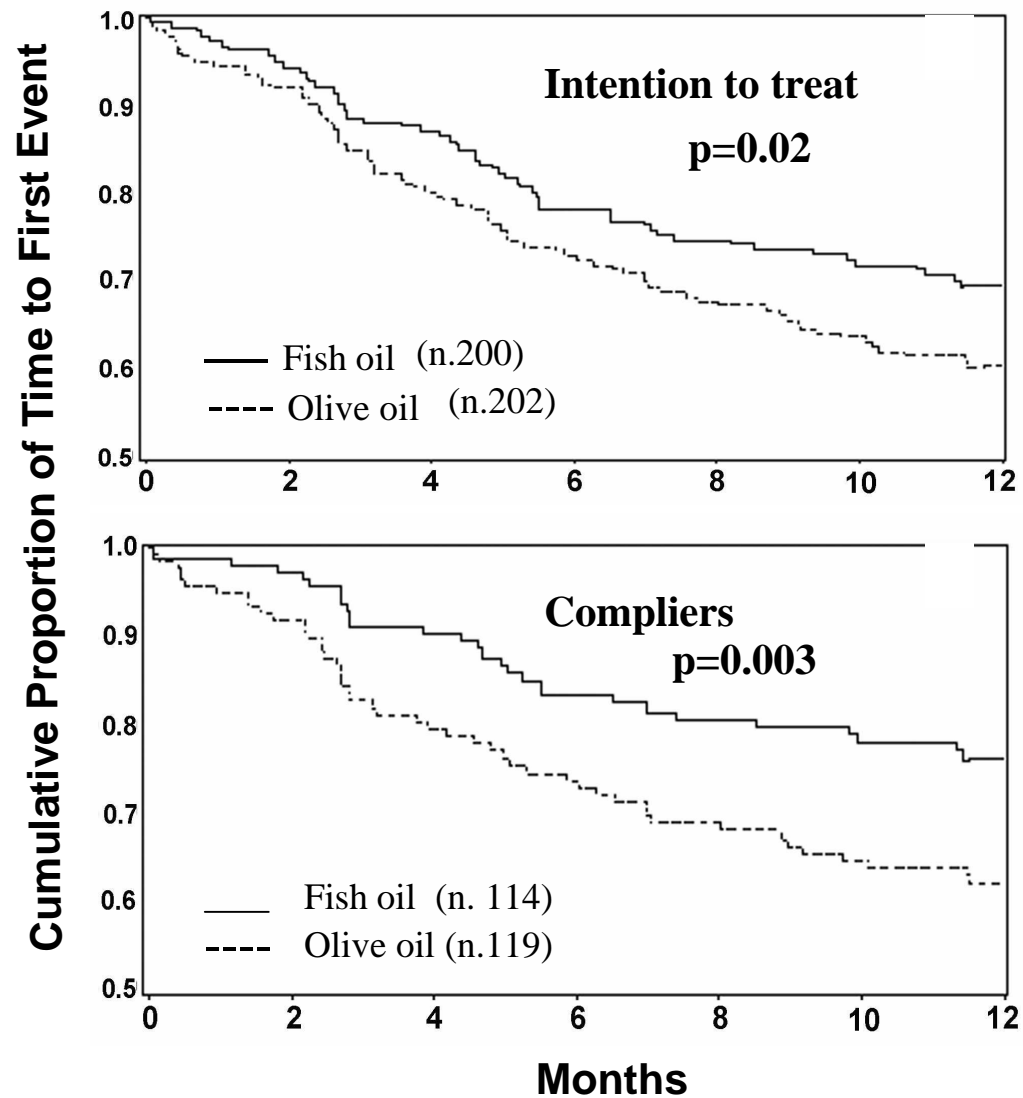 Cumulative Proportion of Time to First Event
1.0
0.9
0.8
0.7
0.6
0.5
Intention to treat
p=0.02
Fish oil (n.200)
Olive oil (n.202)
0 2 4 6 8 10 12
1.0
0.9
0.8
0.7
0.6
0.5
Compliers
p=0.003
Fish oil (n. 114)
Olive oil (n.119)
0 2 4 6 8 10 12
Months